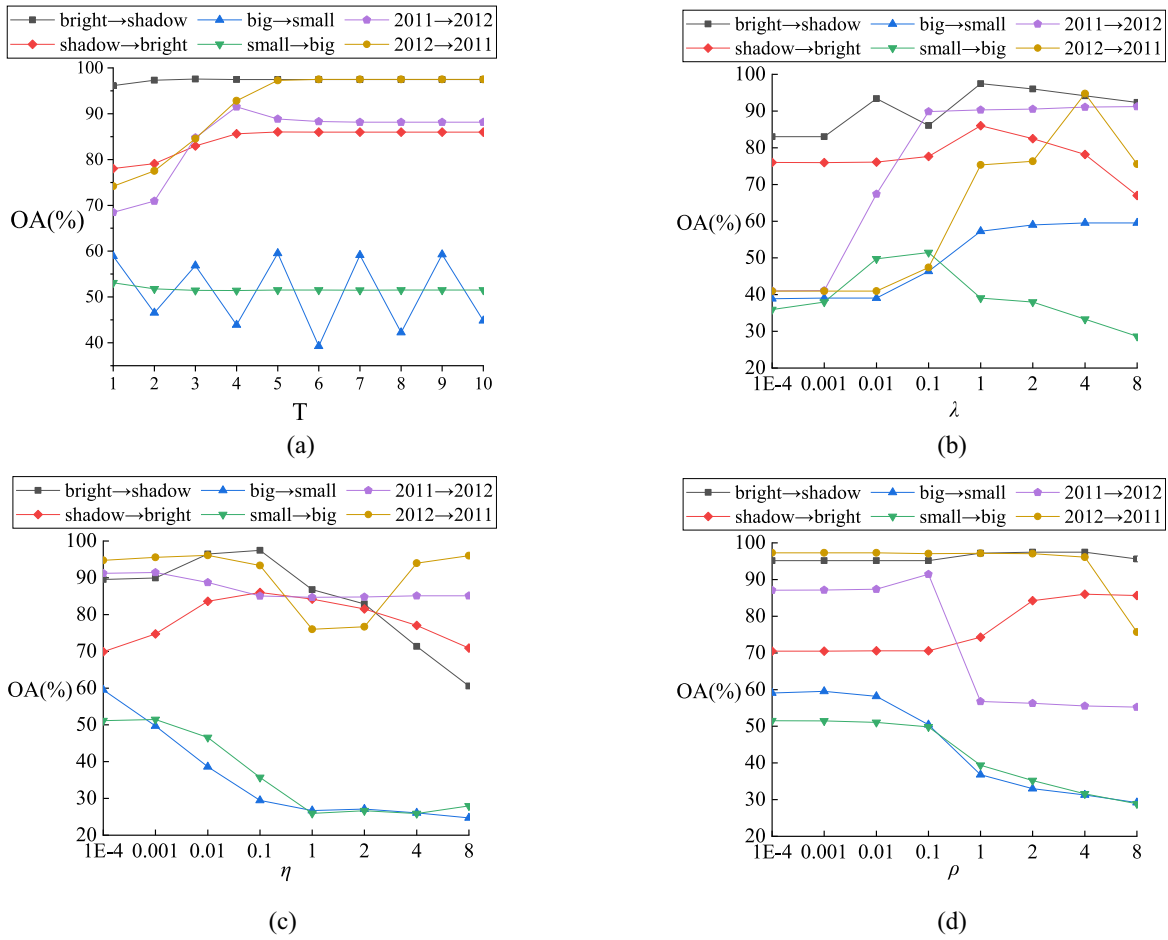 bright→shadow big→small 2011→2012
shadow→bright small→big 2012→2011
100
90
80
70
60
50
40
OA(%)
1 2 3 4 5 6 7 8 9 10
T
(a)
bright→shadow big→small 2011→2012
shadow→bright small→big 2012→2011
100
90
80
70
60
50
40
30
20
OA(%)
1E-4 0.001 0.01 0.1 1 2 4 8
λ
(b)
bright→shadow big→small 2011→2012
shadow→bright small→big 2012→2011
100
90
80
70
60
50
40
30
20
OA(%)
1E-4 0.001 0.01 0.1 1 2 4 8
η
(c)
bright→shadow big→small 2011→2012
shadow→bright small→big 2012→2011
100
90
80
70
60
50
40
30
20
OA(%)
1E-4 0.001 0.01 0.1 1 2 4 8
ρ
(d)